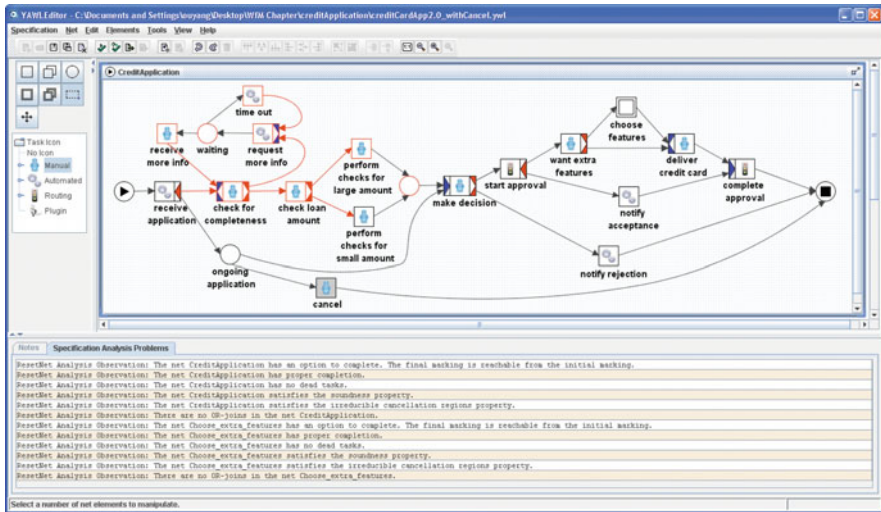 YAWLEditor - C:\Documents and Settings\ouyang\Desktop\WfM Chapter\creditApplication\creditCardApp2.0_withCancel.ywl
Specification Net Edit Elements Tools View Help
CreditApplication
Task Icon
No Icon
Manual
Automated
Routing
Plugin
time out
receive
more info
waiting
request
more info
perform
checks for
large amount
choose
features
want extra
features
deliver
credit card
receive
application
check for
completeness
check loan
amount
make decision
start approval
complete
approval
perform
checks for
small amount
notify
acceptance
notify rejection
ongoing
application
cancel
Notes Specification Analysis Problems
ResetNet Analysis Observation: The net CreditApplication has an option to complete. The final marking is reachable from the initial marking.
ResetNet Analysis Observation: The net CreditApplication has proper completion.
ResetNet Analysis Observation: The net CreditApplication has no dead tasks.
ResetNet Analysis Observation: The net CreditApplication satisfies the soundness property.
ResetNet Analysis Observation: The net CreditApplication satisfies the irreducible cancellation regions property.
ResetNet Analysis Observation: There are no OR-joins in the net CreditApplication.
ResetNet Analysis Observation: The net Choose_extra_features has an option to complete. The final marking is reachable from the initial marking.
ResetNet Analysis Observation: The net Choose_extra_features has proper completion.
ResetNet Analysis Observation: The net Choose_extra_features has no dead tasks.
ResetNet Analysis Observation: The net Choose_extra_features satisfies the soundness property.
ResetNet Analysis Observation: The net Choose_extra_features satisfies the irreducible cancellation regions property.
ResetNet Analysis Observation: There are no OR-joins in the net Choose_extra_features.
Select a number of net elements to manipulate.